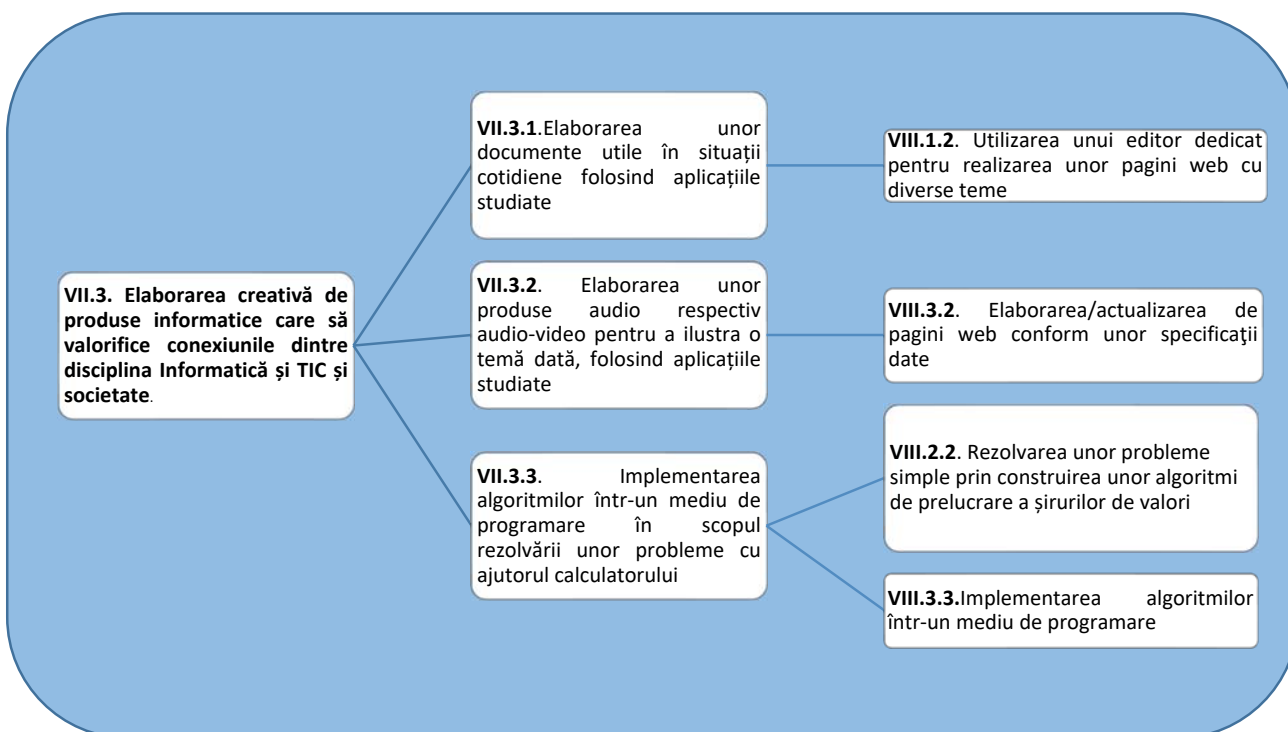 VII.3. Elaborarea creativă de
produse informatice care să
valorifice conexiunile dintre
disciplina Informatică și TIC și
societate.
VII.3.1.Elaborarea unor
documente utile în situații
cotidiene folosind aplicațiile
studiate
VII.3.2. Elaborarea unor
produse audio respectiv
audio-video pentru a ilustra o
temă dată, folosind aplicațiile
studiate
VII.3.3. Implementarea
algoritmilor într-un mediu de
programare în scopul
rezolvării unor probleme cu
ajutorul calculatorului
VIII.1.2. Utilizarea unui editor dedicat
pentru realizarea unor pagini web cu
diverse teme
VIII.3.2. Elaborarea/actualizarea de
pagini web conform unor specificaţii
date
VIII.2.2. Rezolvarea unor probleme
simple prin construirea unor algoritmi
de prelucrare a șirurilor de valori
VIII.3.3.Implementarea algoritmilor
într-un mediu de programare